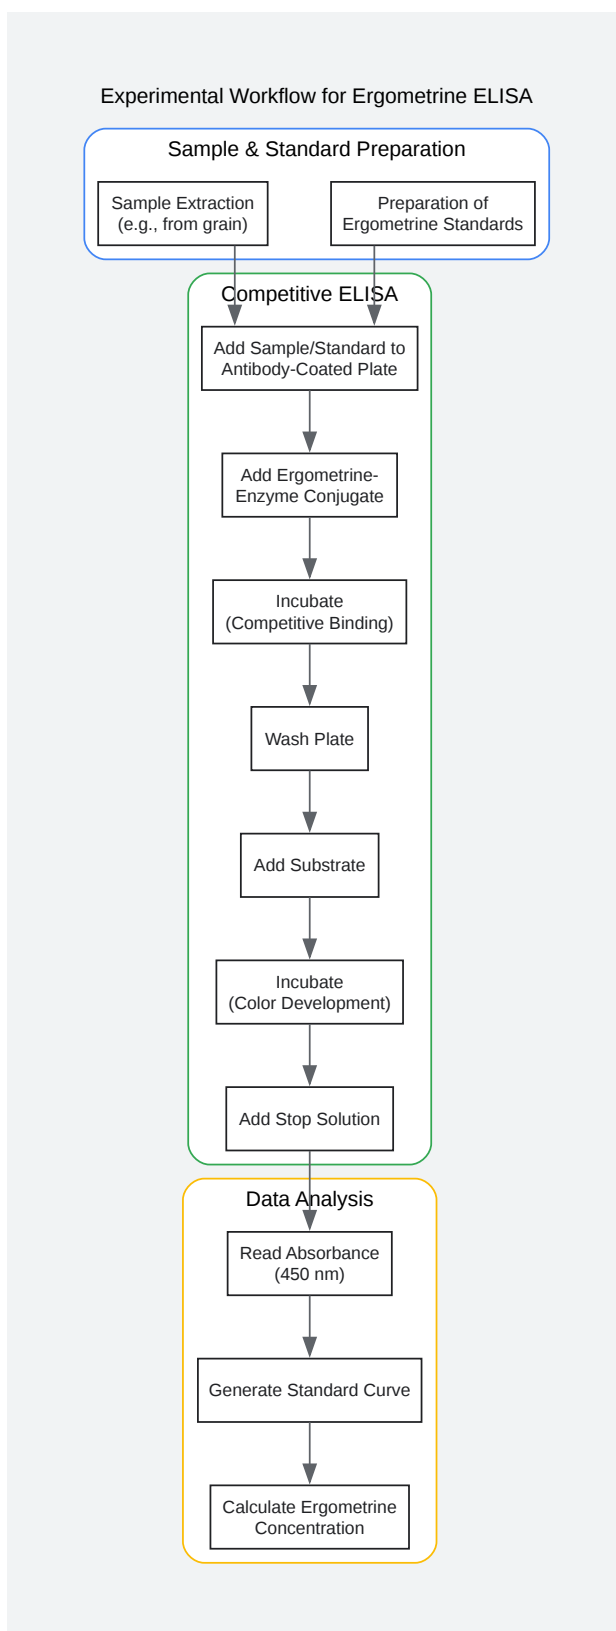 Experimental Workflow for Ergometrine ELISA
Sample & Standard Preparation
Sample Extraction
(e.g., from grain)
Preparation of
Ergometrine Standards
Competitive ELISA
Add Sample/Standard to
Antibody-Coated Plate
Add Ergometrine-
Enzyme Conjugate
Incubate
(Competitive Binding)
Wash Plate
Add Substrate
Incubate
(Color Development)
Add Stop Solution
Data Analysis
Read Absorbance
(450 nm)
Generate Standard Curve
Calculate Ergometrine
Concentration